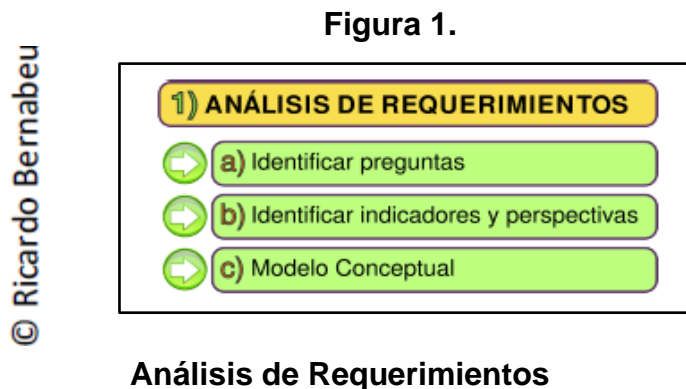 Figura 1.
© Ricardo Bernabeu
1) ANÁLISIS DE REQUERIMIENTOS
a) Identificar preguntas
b) Identificar indicadores y perspectivas
c) Modelo Conceptual
Análisis de Requerimientos